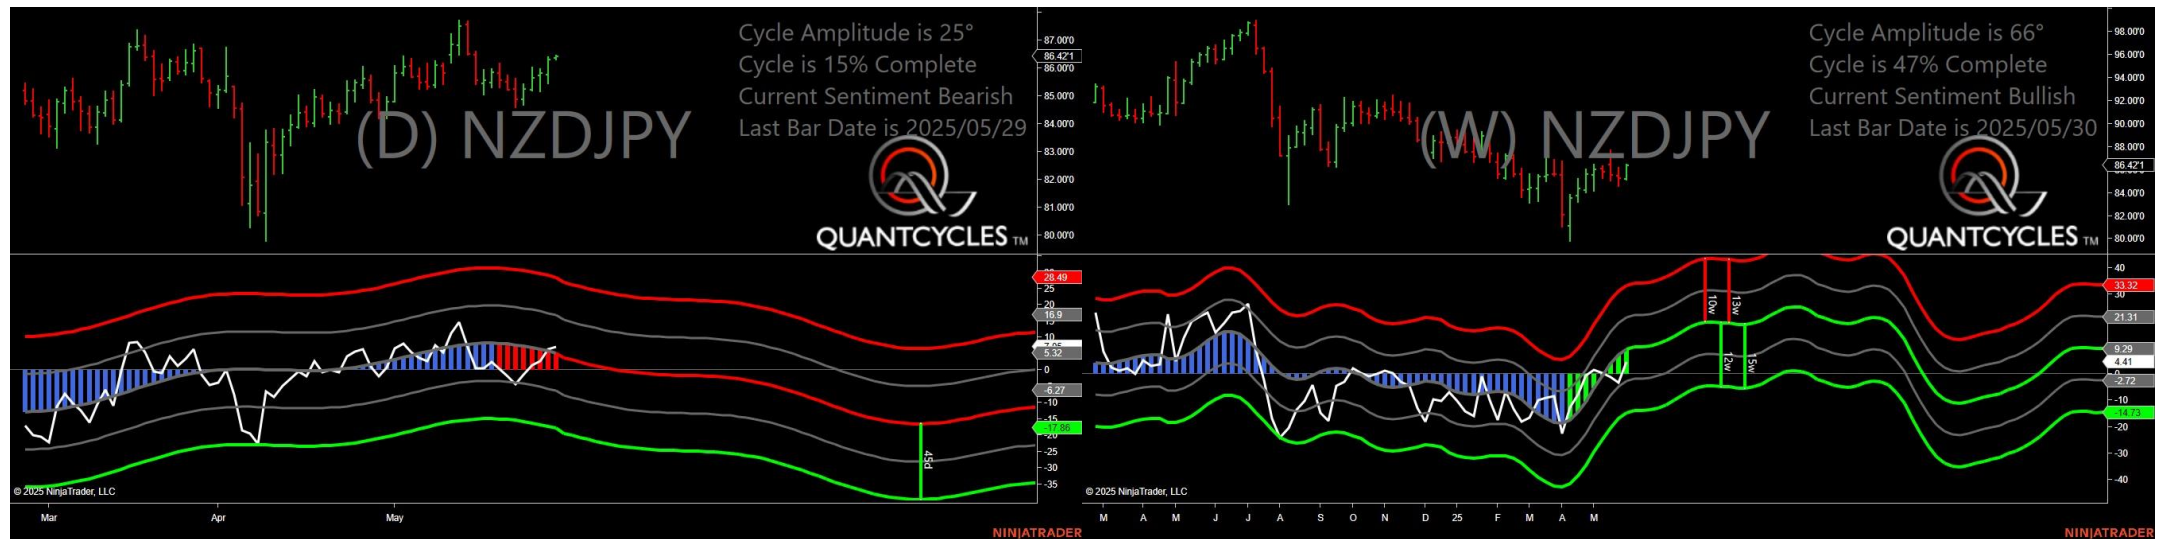 Cycle Amplitude is 25°
Cycle is 15% Complete
Current Sentiment Bearish
Last Bar Date is 2025/05/29
(D) NZDJPY
QUANTCYCLES TM
87.00'0
86.42'1
86.00'0
85.00'0
84.00'0
83.00'0
82.00'0
81.00'0
80.00'0
28.49
25
20
16.9
15
5.32
0
-6.27
-10
-15
-17.86
-20
-25
-30
-35
45d
© 2025 NinjaTrader, LLC
Mar Apr May
NINJATRADER
Cycle Amplitude is 66°
Cycle is 47% Complete
Current Sentiment Bullish
Last Bar Date is 2025/05/30
(W) NZDJPY
QUANTCYCLES TM
98.00'0
96.00'0
94.00'0
92.00'0
90.00'0
88.00'0
86.42'1
84.00'0
82.00'0
80.00'0
40
33.32
30
21.31
9.29
4.41
-2.72
-10
-14.73
-20
-30
-40
10w 13w
12w 15w
© 2025 NinjaTrader, LLC
M A M J J A S O N D 25 F M A M
NINJATRADER